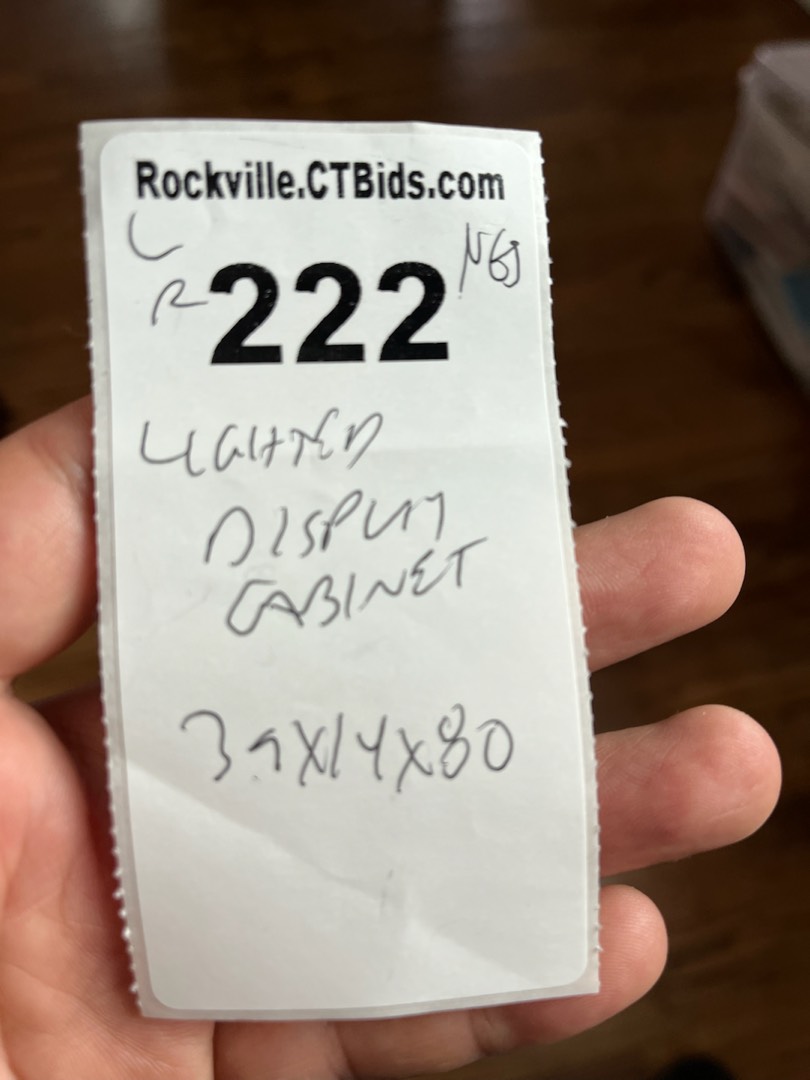 Rockville.CTBids.com
L
R 222
LIGHTED
DISPLAY
CABINET
39X14X80